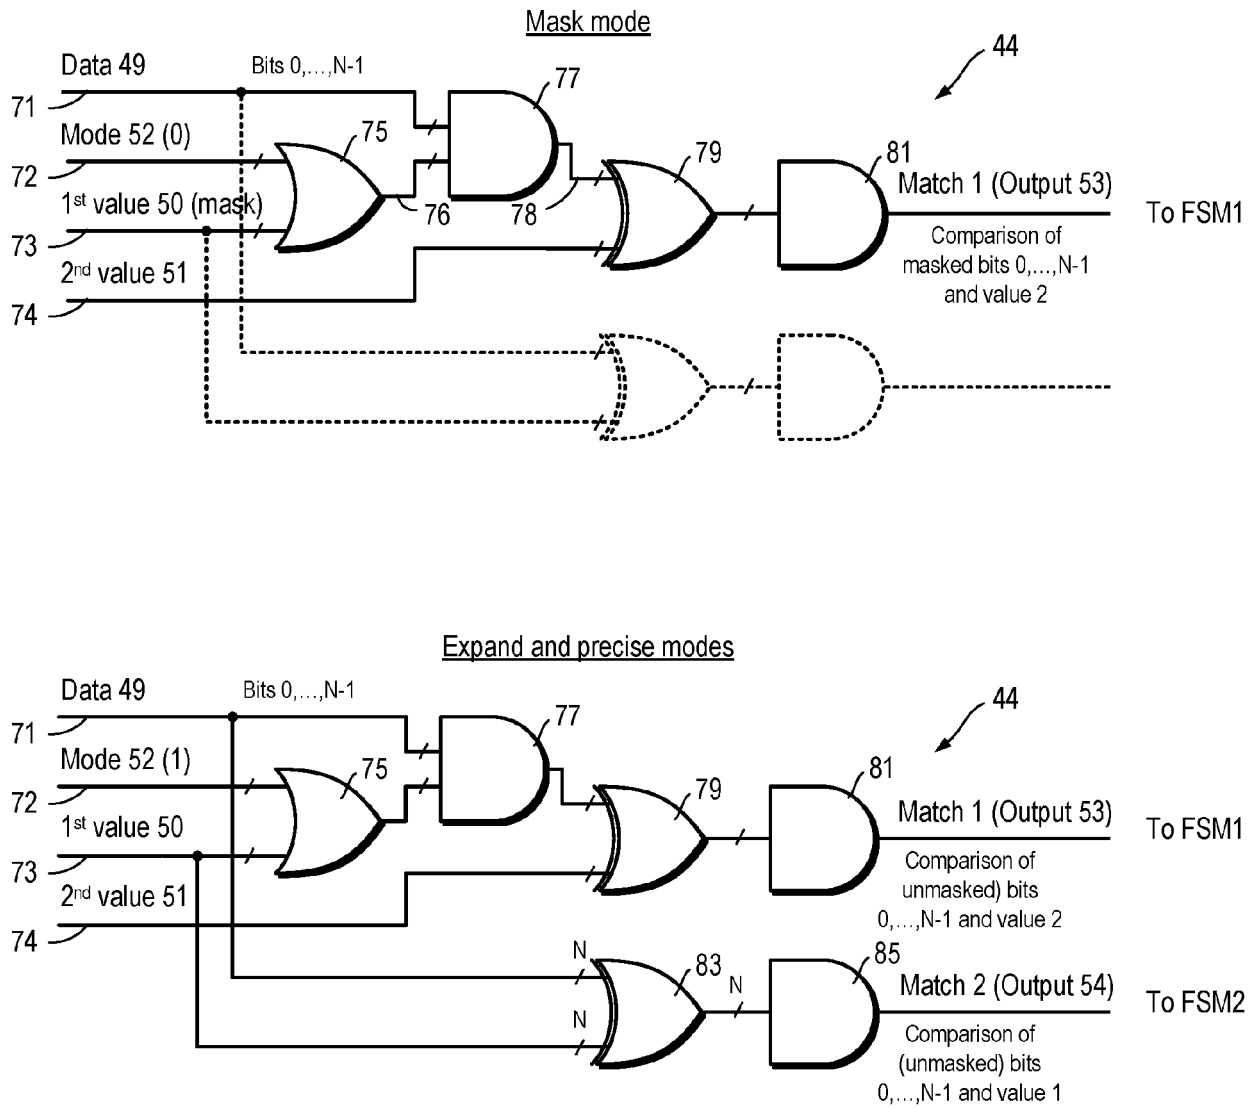 Mask mode
44
Data 49
Bits 0,...,N-1
77
71
Mode 52 (0)
75
79
81
72
Match 1 (Output 53)
1st value 50 (mask)
76
78
To FSM1
73
Comparison of
masked bits 0,...,N-1
and value 2
2nd value 51
74
Expand and precise modes
44
Data 49
Bits 0,...,N-1
77
71
Mode 52 (1)
75
79
81
72
Match 1 (Output 53)
1st value 50
To FSM1
73
Comparison of
unmasked) bits
0,...,N-1 and value 2
2nd value 51
74
N
83
N
85
Match 2 (Output 54)
To FSM2
N
Comparison of
(unmasked) bits
0,...,N-1 and value 1